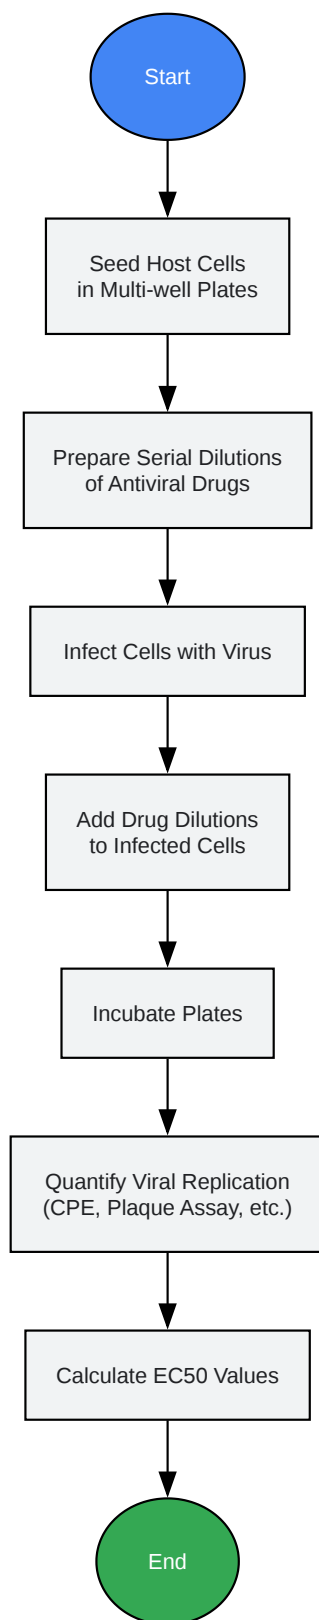 Start
Seed Host Cells
in Multi-well Plates
Prepare Serial Dilutions
of Antiviral Drugs
Infect Cells with Virus
Add Drug Dilutions
to Infected Cells
Incubate Plates
Quantify Viral Replication
(CPE, Plaque Assay, etc.)
Calculate EC50 Values
End